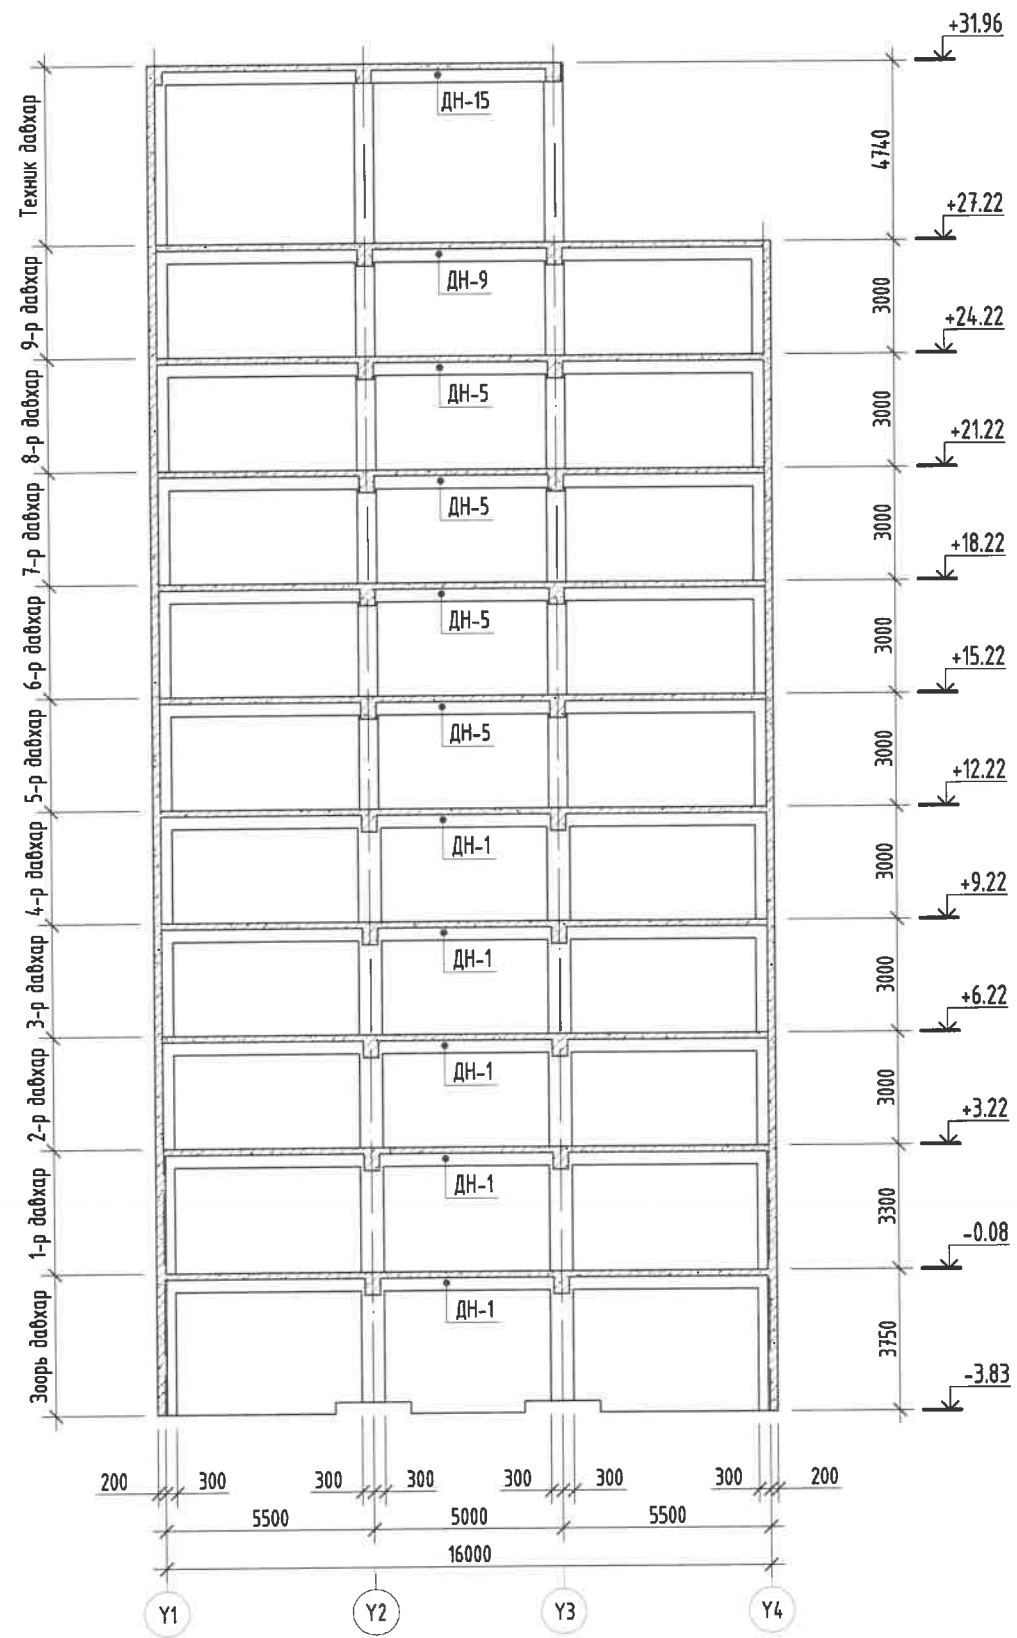 +31.96
Техник давхар
ДН-15
4740
+27.22
9-р давхар
ДН-9
3000
+24.22
8-р давхар
ДН-5
3000
+21.22
7-р давхар
ДН-5
3000
+18.22
6-р давхар
ДН-5
3000
+15.22
5-р давхар
ДН-5
3000
+12.22
4-р давхар
ДН-1
3000
+9.22
3-р давхар
ДН-1
3000
+6.22
2-р давхар
ДН-1
3000
+3.22
1-р давхар
ДН-1
3300
-0.08
Зоорь давхар
ДН-1
3750
-3.83
200 300 300 300 300 300 300 200
5500 5000 5500
16000
Y1 Y2 Y3 Y4